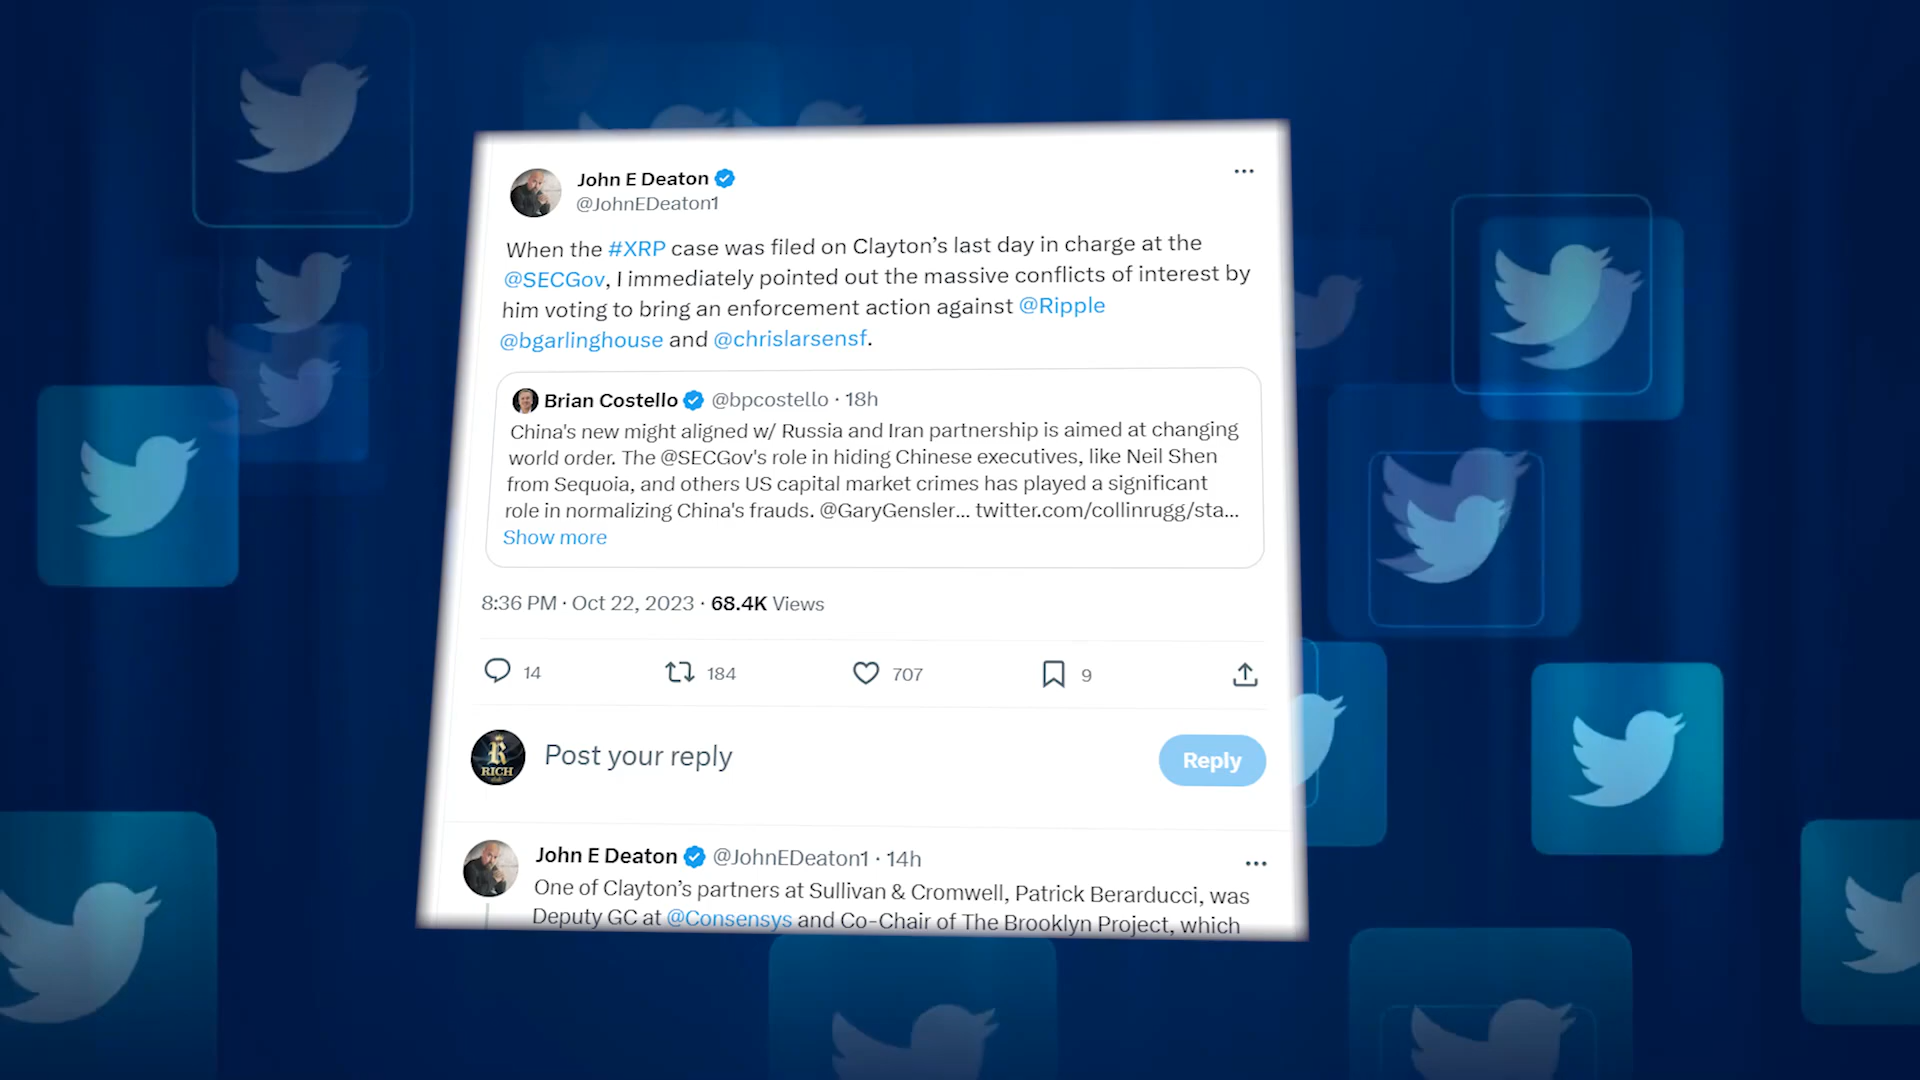 John E Deaton
@JohnEDeaton1
When the #XRP case was filed on Clayton’s last day in charge at the
@SECGov, I immediately pointed out the massive conflicts of interest by
him voting to bring an enforcement action against @Ripple
@bgarlinghouse and @chrislarsensf.
Brian Costello @bpcostello · 18h
China's new might aligned w/ Russia and Iran partnership is aimed at changing
world order. The @SECGov's role in hiding Chinese executives, like Neil Shen
from Sequoia, and others US capital market crimes has played a significant
role in normalizing China's frauds. @GaryGensler... twitter.com/collinrugg/sta...
Show more
8:36 PM · Oct 22, 2023 · 68.4K Views
14 184 707 9
R
RICH
Post your reply
Reply
John E Deaton @JohnEDeaton1 · 14h
One of Clayton’s partners at Sullivan & Cromwell, Patrick Berarducci, was
Deputy GC at @Consensys and Co-Chair of The Brooklyn Project, which